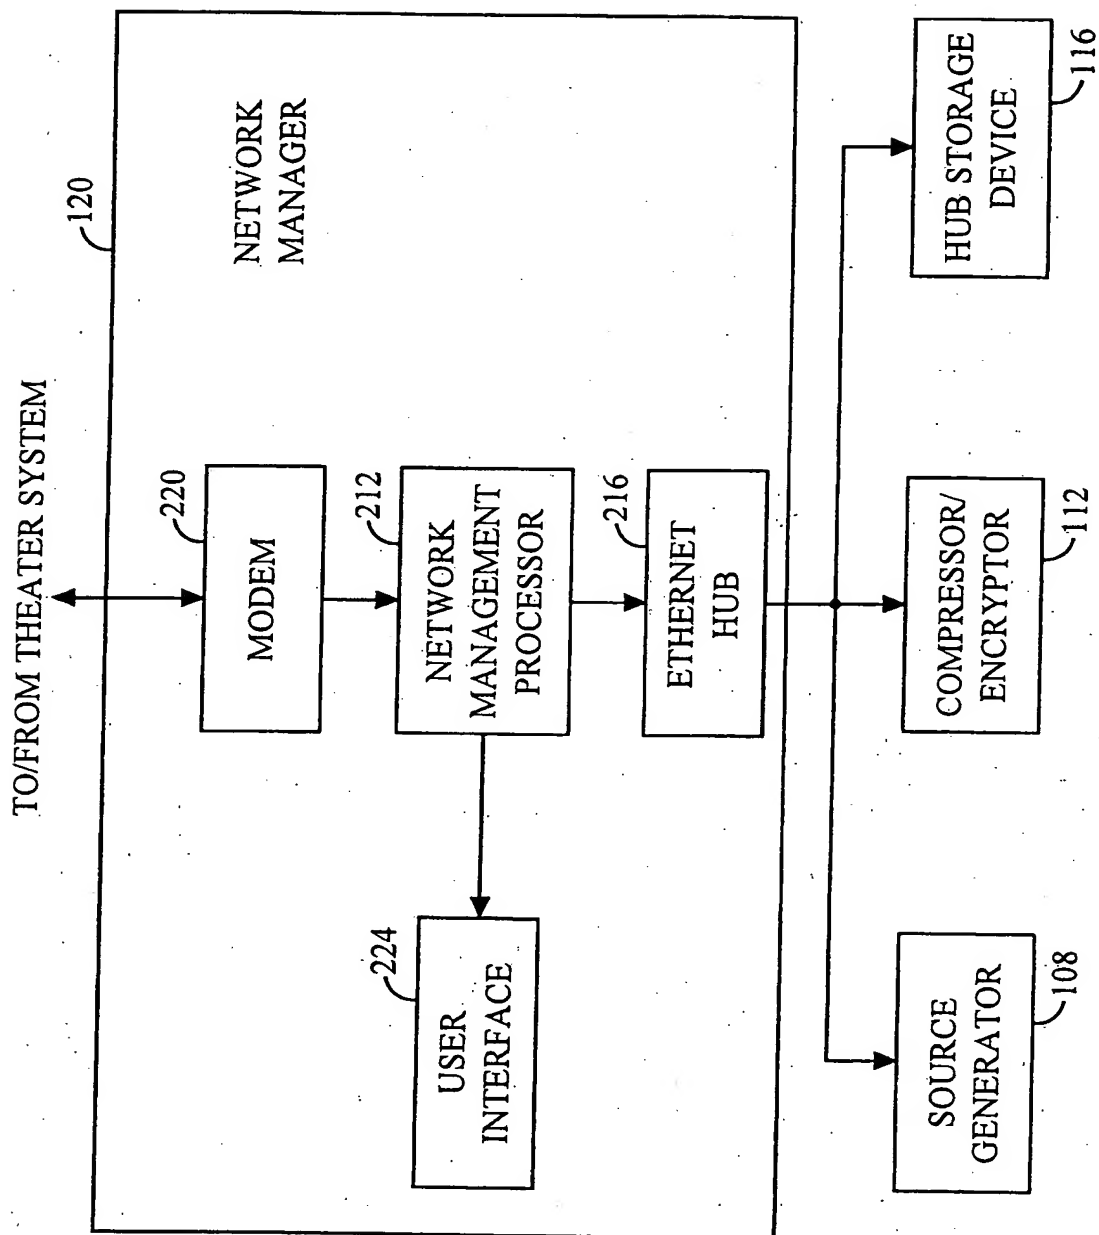 TO/FROM THEATER SYSTEM
120
NETWORK
MANAGER
220
MODEM
212
NETWORK
MANAGEMENT
PROCESSOR
224
USER
INTERFACE
216
ETHERNET
HUB
SOURCE
GENERATOR
108
COMPRESSOR/
ENCRYPTOR
112
HUB STORAGE
DEVICE
116